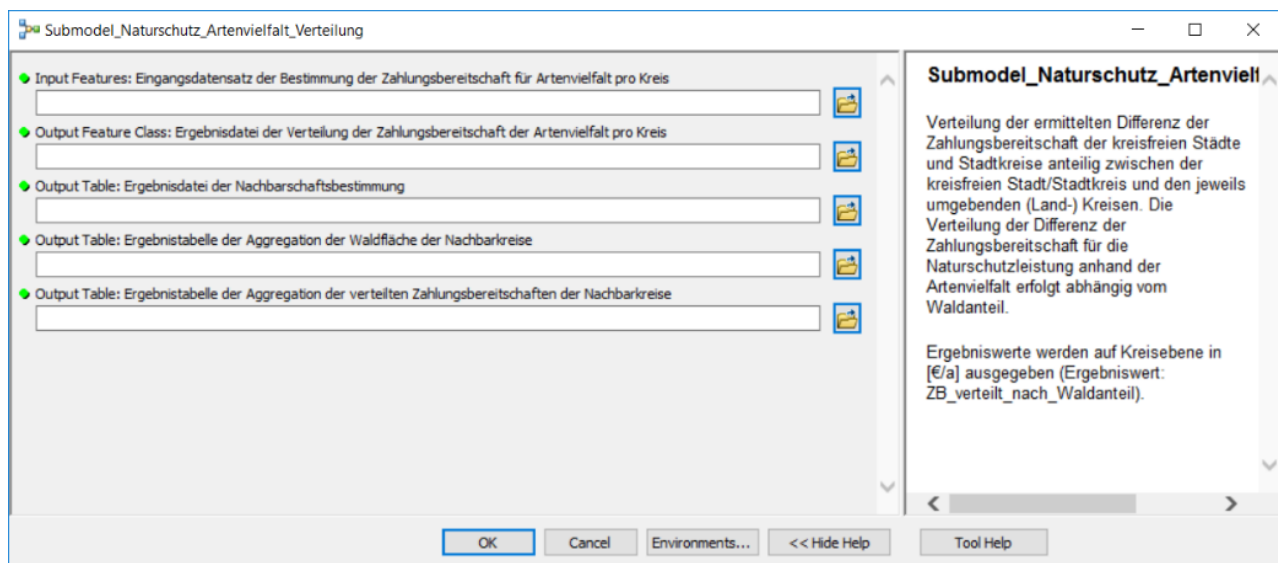 Submodel_Naturschutz_Artenvielfalt_Verteilung
Input Features: Eingangsdatensatz der Bestimmung der Zahlungsbereitschaft für Artenvielfalt pro Kreis
Output Feature Class: Ergebnisdatei der Verteilung der Zahlungsbereitschaft der Artenvielfalt pro Kreis
Output Table: Ergebnisdatei der Nachbarschaftsbestimmung
Output Table: Ergebnistabelle der Aggregation der Waldfläche der Nachbarkreise
Output Table: Ergebnistabelle der Aggregation der verteilten Zahlungsbereitschaften der Nachbarkreise
Submodel_Naturschutz_Artenvielf
Verteilung der ermittelten Differenz der
Zahlungsbereitschaft der kreisfreien Städte
und Stadtkreise anteilig zwischen der
kreisfreien Stadt/Stadtkreis und den jeweils
umgebenden (Land-) Kreisen. Die
Verteilung der Differenz der
Zahlungsbereitschaft für die
Naturschutzleistung anhand der
Artenvielfalt erfolgt abhängig vom
Waldanteil.
Ergebniswerte werden auf Kreisebene in
[€/a] ausgegeben (Ergebniswert:
ZB_verteilt_nach_Waldanteil).
OK
Cancel
Environments...
<< Hide Help
Tool Help